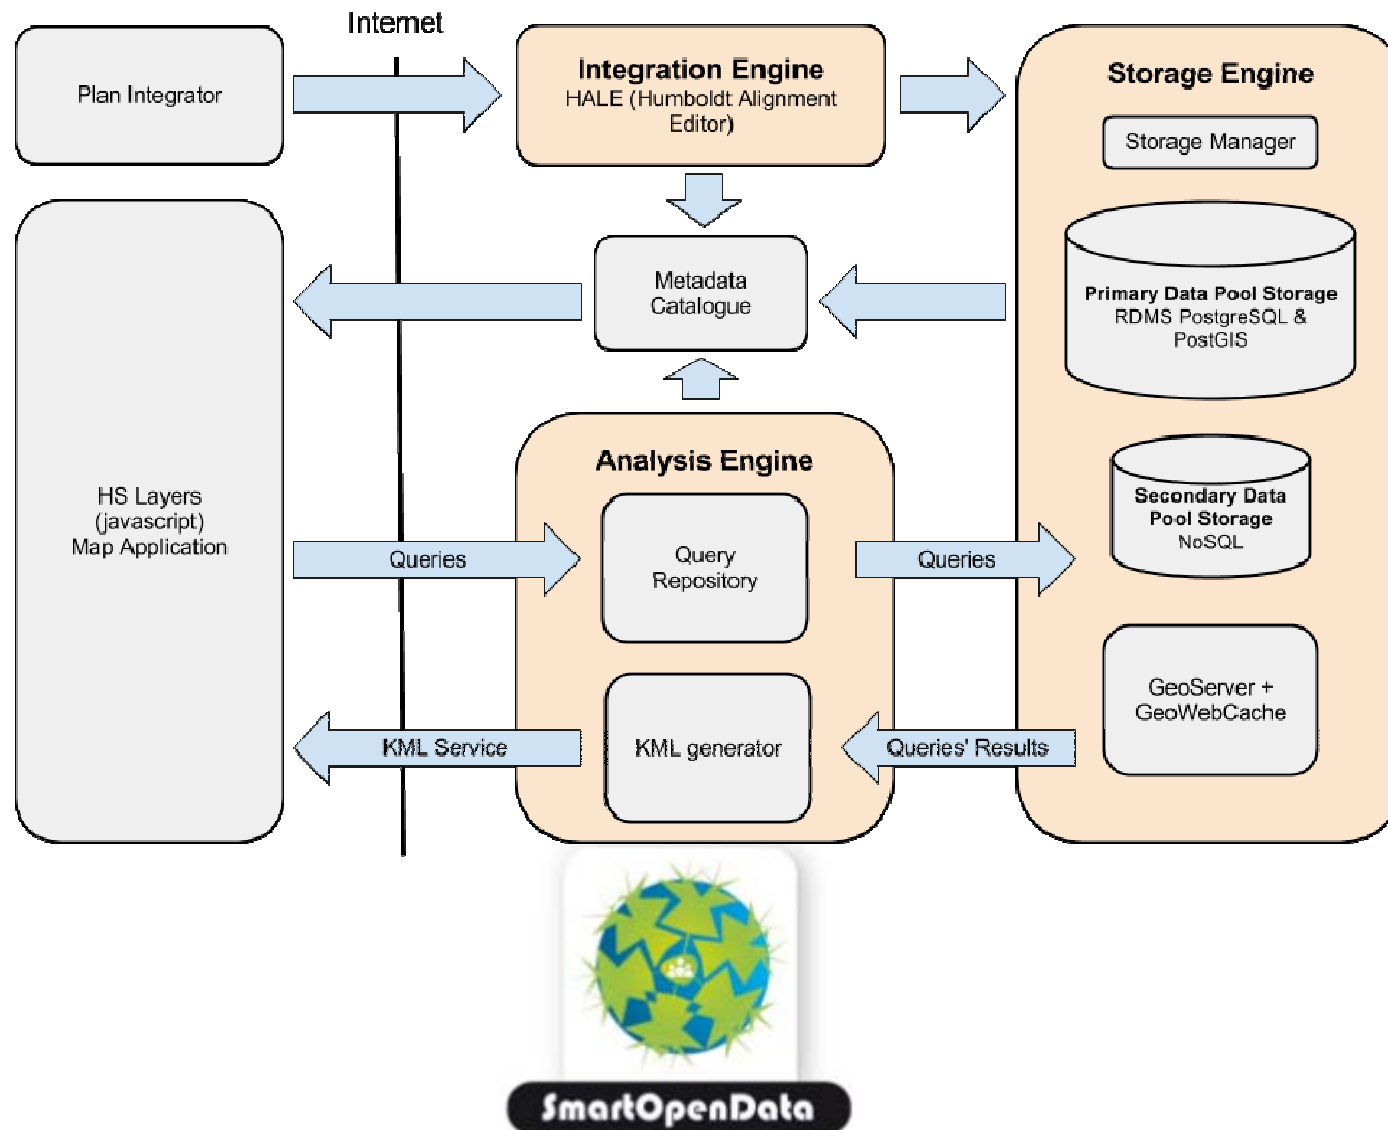 Internet
Plan Integrator
Integration Engine
HALE (Humboldt Alignment
Editor)
Storage Engine
Storage Manager
Primary Data Pool Storage
RDMS PostgreSQL &
PostGIS
Metadada
Catalogue
HS Layers
(javascript)
Map Application
Analysis Engine
Queries
Query
Repository
Queries
Secondary Data
Pool Storage
NoSQL
KML Service
KML generator
Queries' Results
GeoServer +
GeoWebCache
SmartOpenData